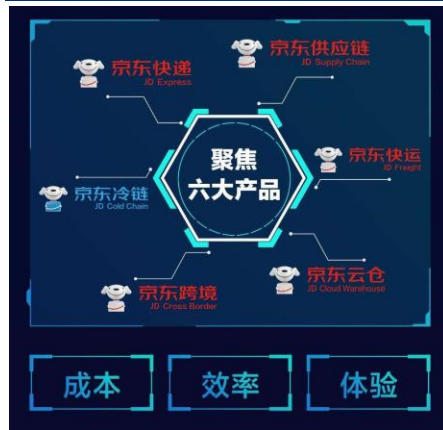 京东供应链
JD Supply Chain
京东快递
JD Express
聚焦
六大产品
京东快运
JD Freight
京东冷链
JD Cold Chain
京东云仓
JD Cloud Warehouse
京东跨境
JD Cross Border
成本
效率
体验